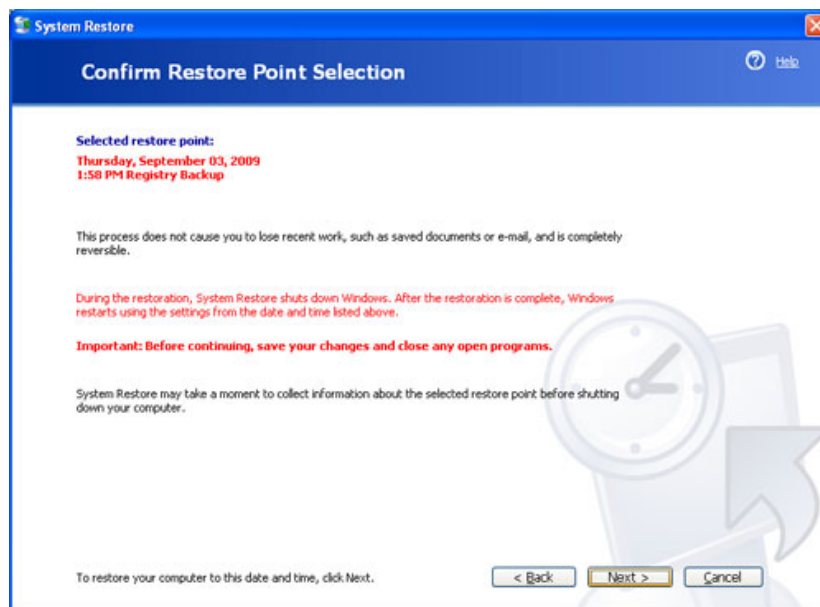 System Restore
Confirm Restore Point Selection
Help
Selected restore point:
Thursday, September 03, 2009
1:58 PM Registry Backup
This process does not cause you to lose recent work, such as saved documents or e-mail, and is completely
reversible.
During the restoration, System Restore shuts down Windows. After the restoration is complete, Windows
restarts using the settings from the date and time listed above.
Important: Before continuing, save your changes and close any open programs.
System Restore may take a moment to collect information about the selected restore point before shutting
down your computer.
To restore your computer to this date and time, click Next.
< Back
Next >
Cancel